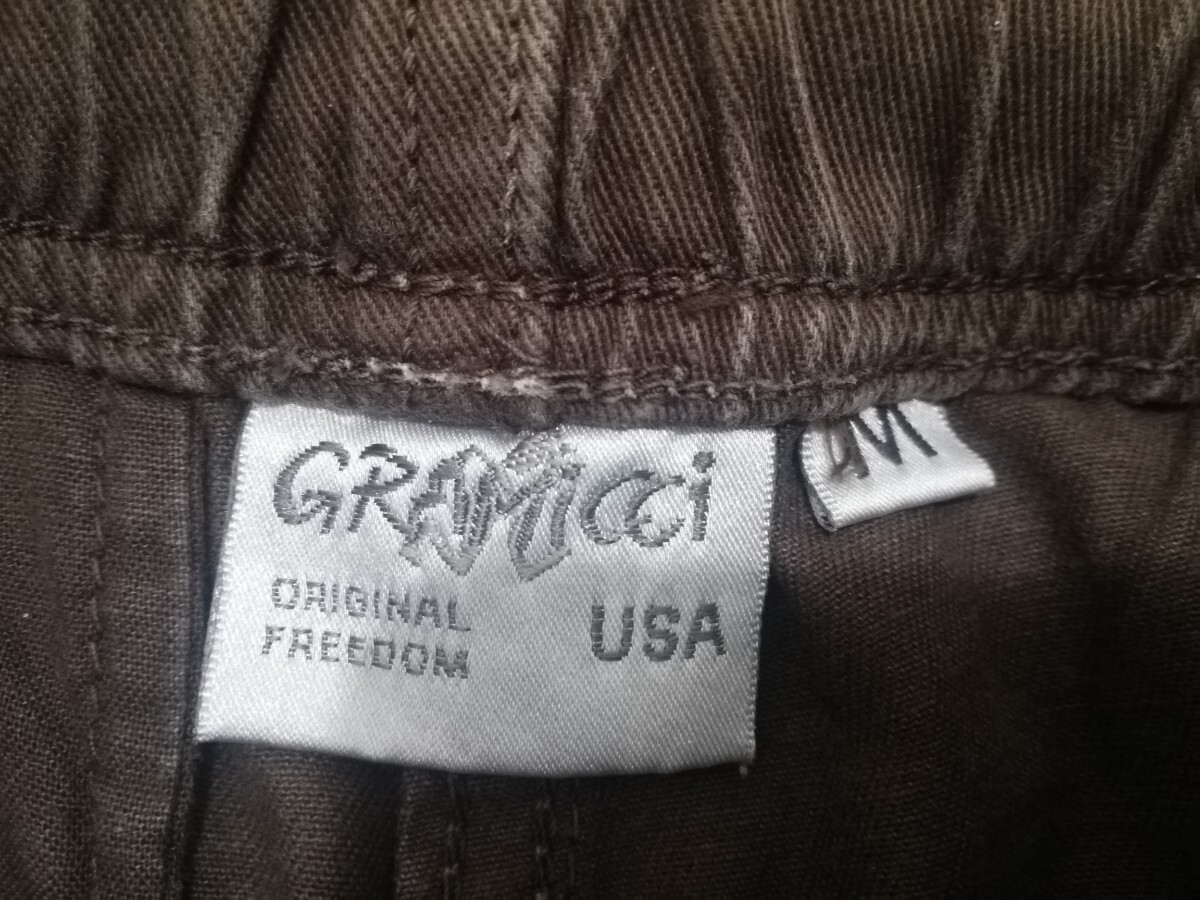 GRAMicci
M
ORIGINAL
FREEDOM
USA